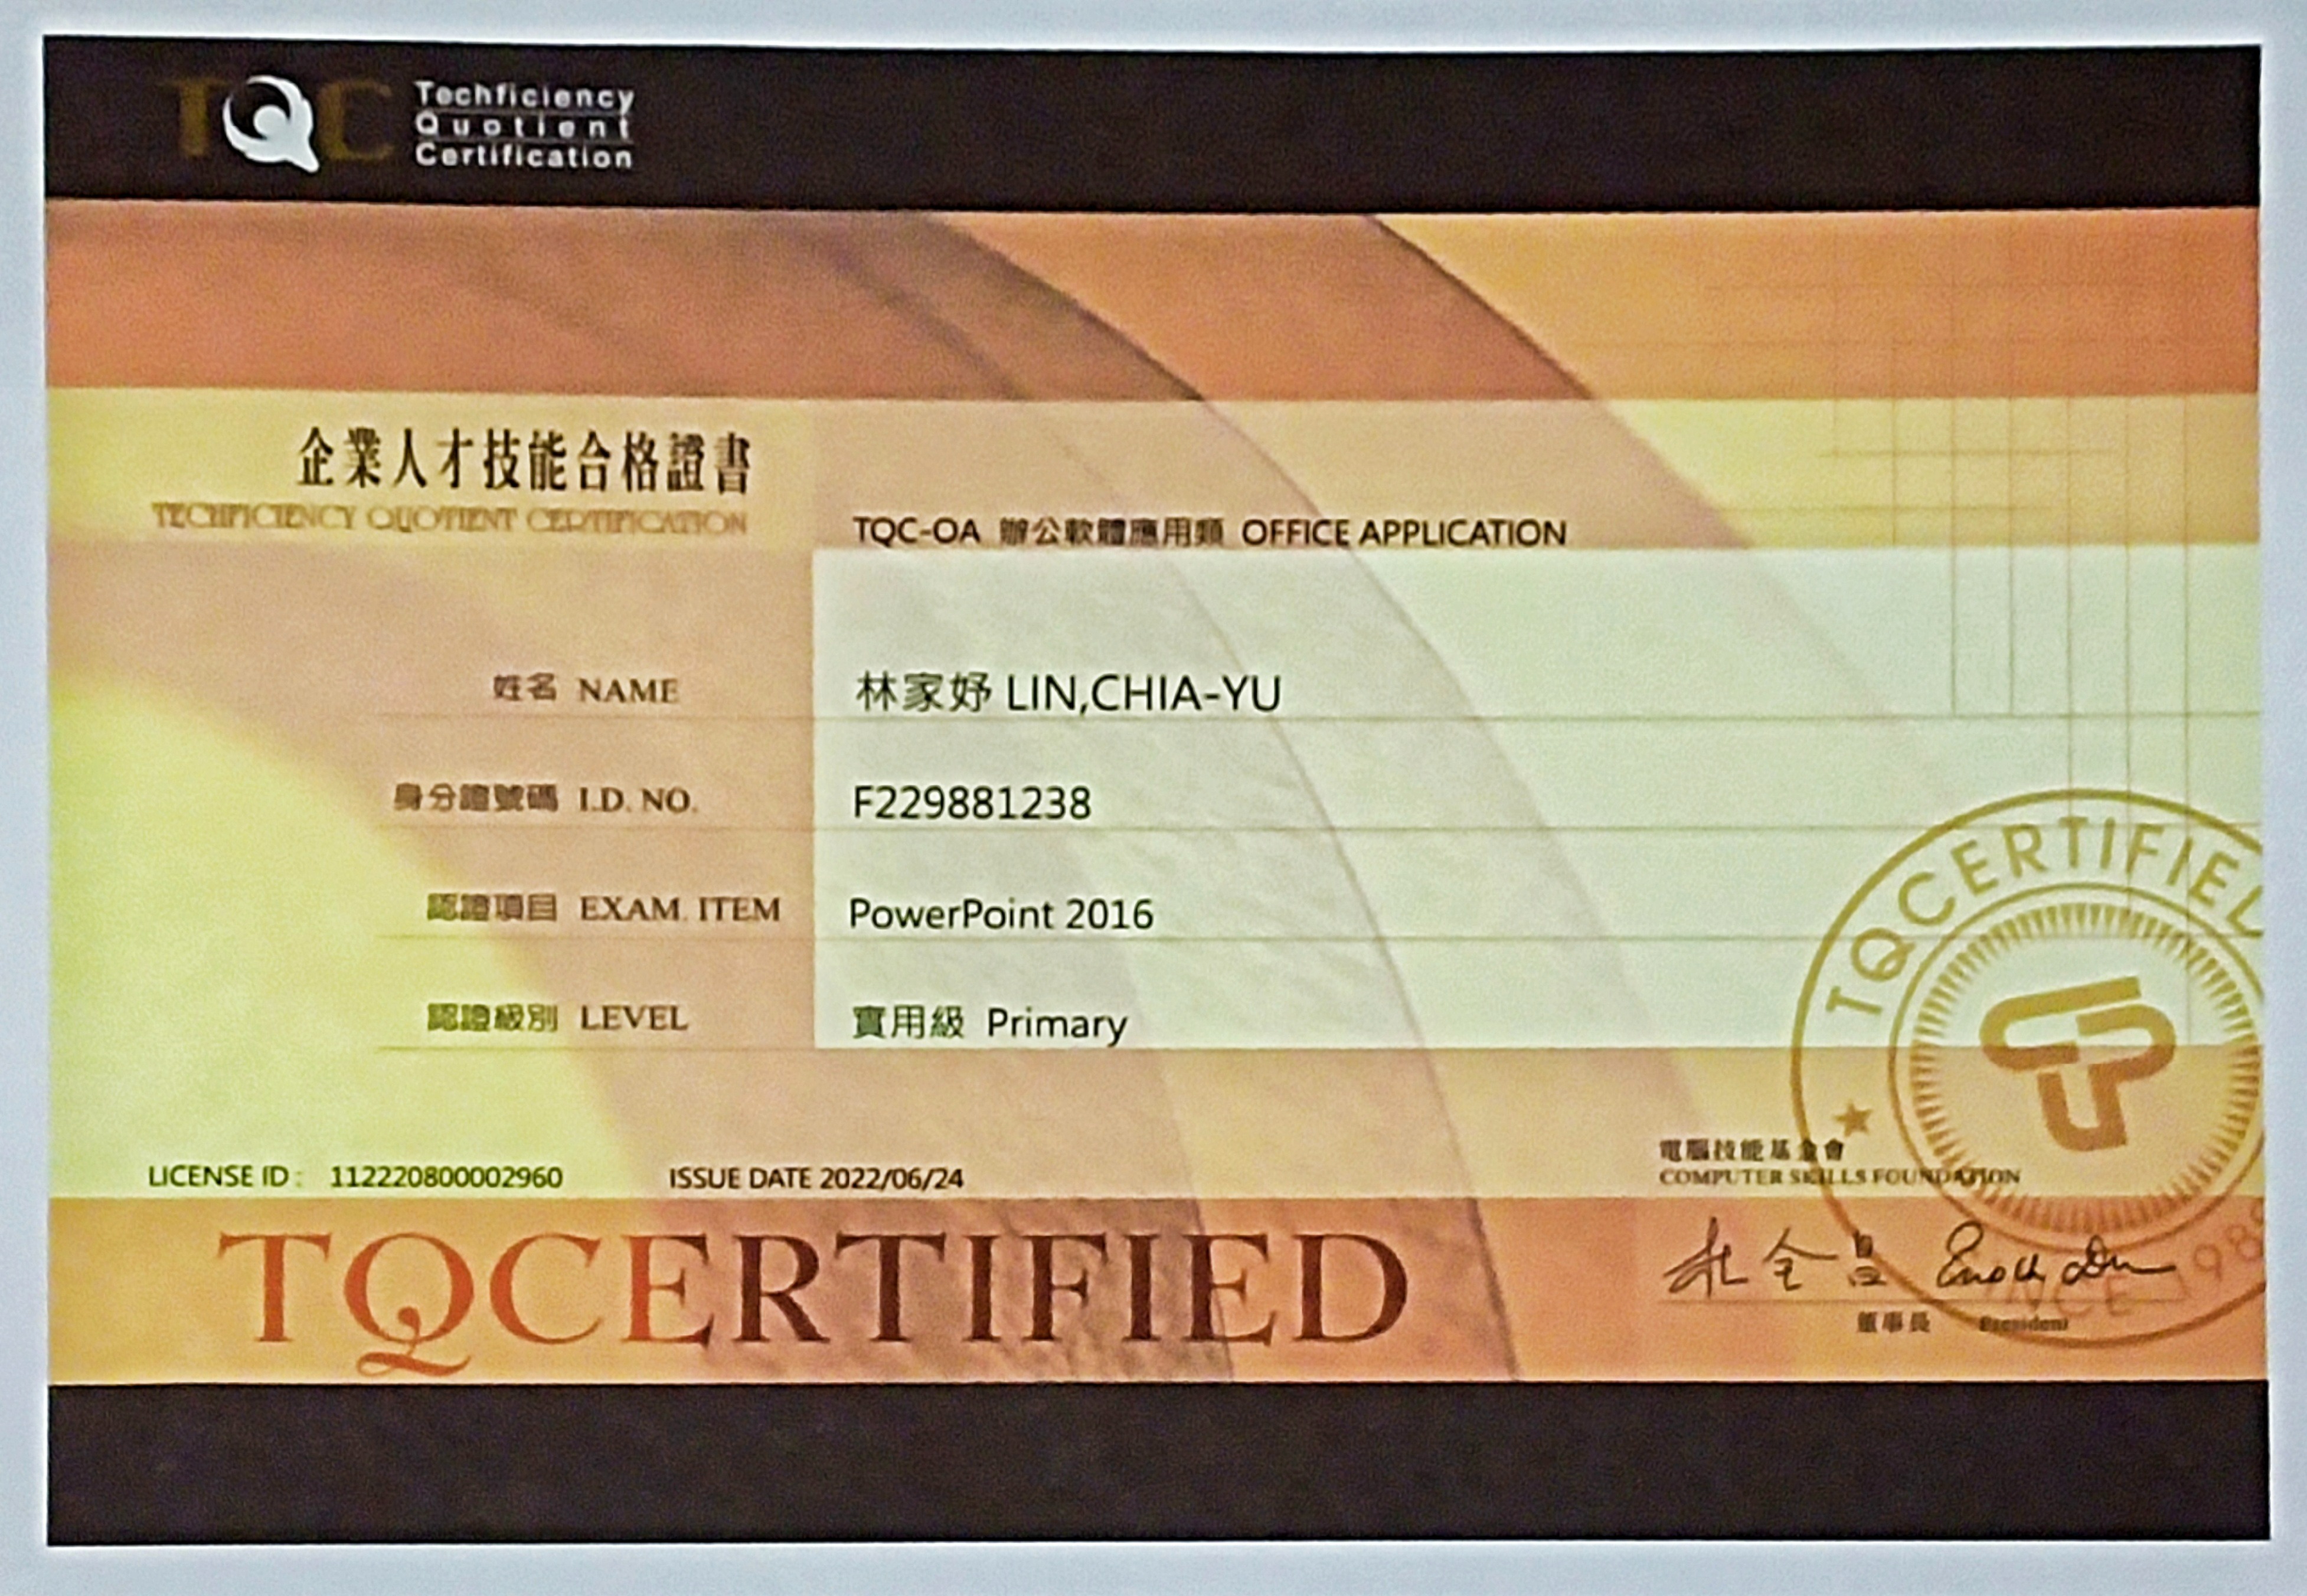 TQC
Techficiency
Quotient
Certification
企業人才技能合格證書
TECHFICIENCY QUOTIENT CERTIFICATION
TQC-OA 辦公軟體應用類 OFFICE APPLICATION
姓名 NAME 林家妤 LIN,CHIA-YU
身分證號碼 I.D. NO. F229881238
認證項目 EXAM. ITEM PowerPoint 2016
認證級別 LEVEL 實用級 Primary
TQCERTIFIED
電腦技能基金會
COMPUTER SKILLS FOUNDATION
LICENSE ID : 112220800002960 ISSUE DATE 2022/06/24
TQCERTIFIED
杜全昌
董事長 President